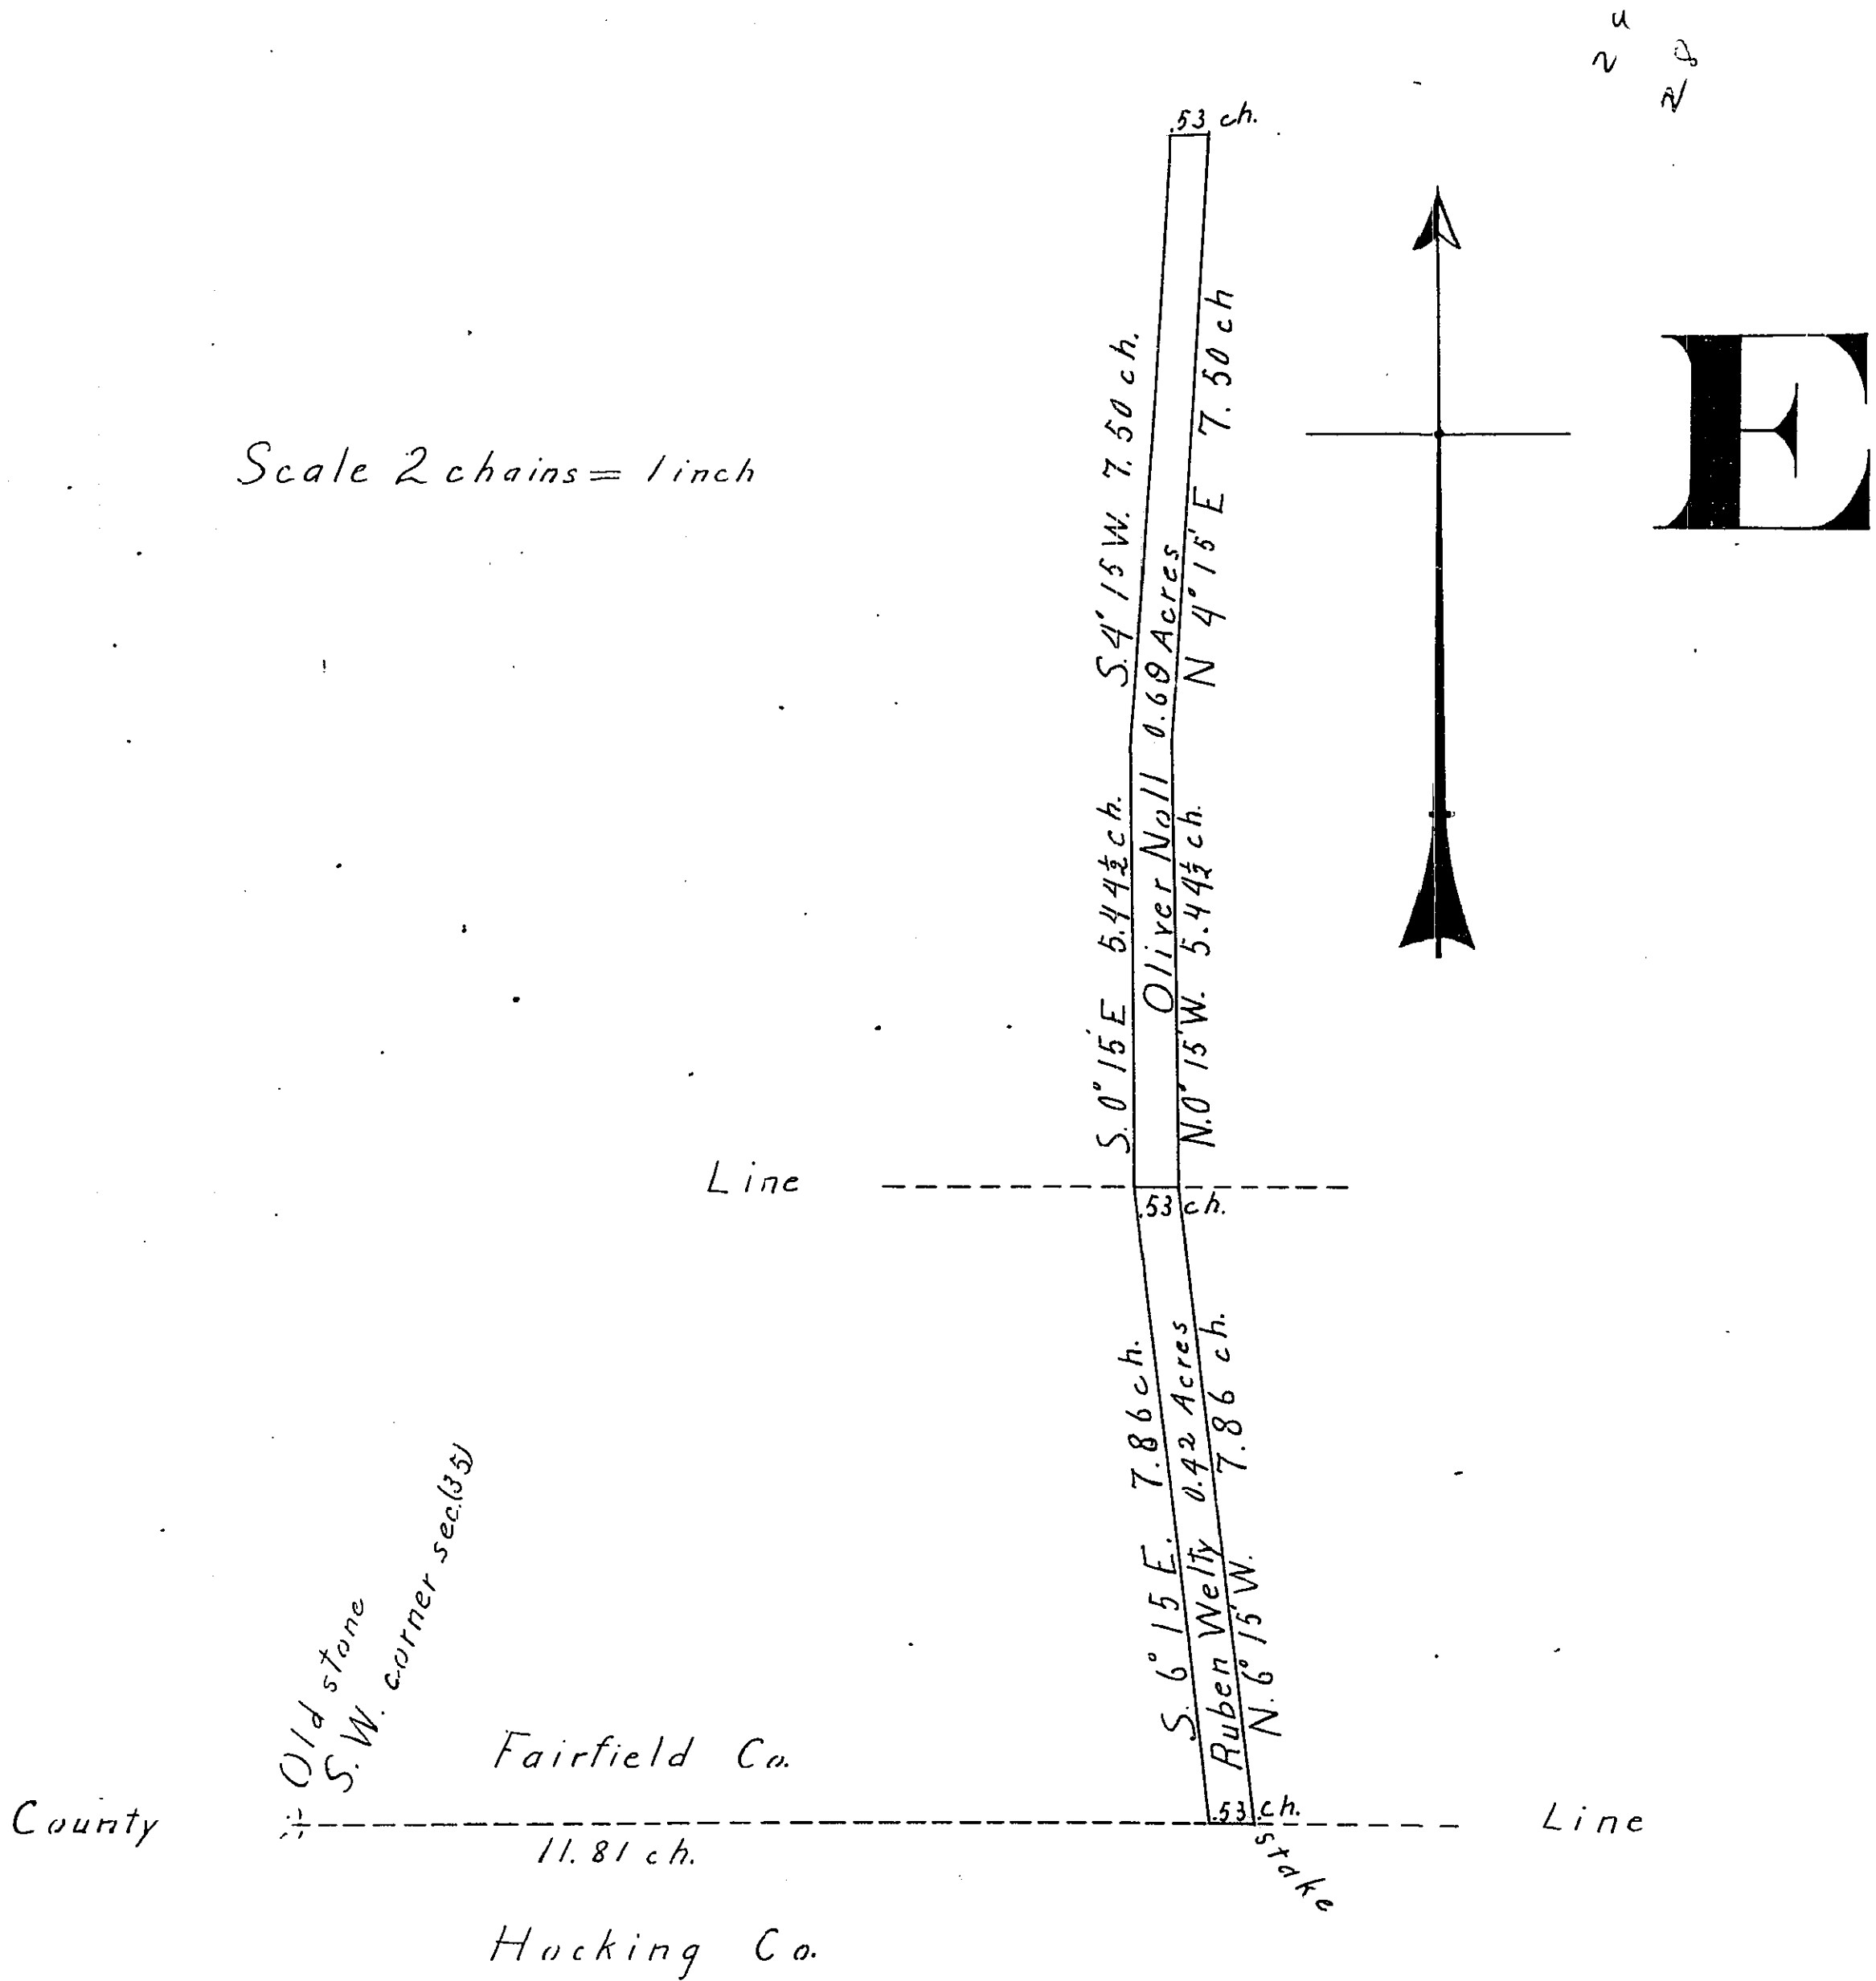 .53 ch.
E
Scale 2 chains = 1 inch
S. 4° 15' W. 7.50 ch.
N 4° 15' E 7.50 ch
Oliver Noll 0.69 Acres
S. 0° 15' E 5.44½ ch.
N. 0° 15' W. 5.44½ ch.
Line
.53 ch.
S. 6° 15 E. 7.86 ch.
Ruben Welty 0.42 Acres
N. 6° 15' W. 7.86 ch.
Old stone
S. W. corner sec. (35)
Fairfield Co.
County
.53 ch.
Line
11.81 ch.
Stake
Hocking Co.